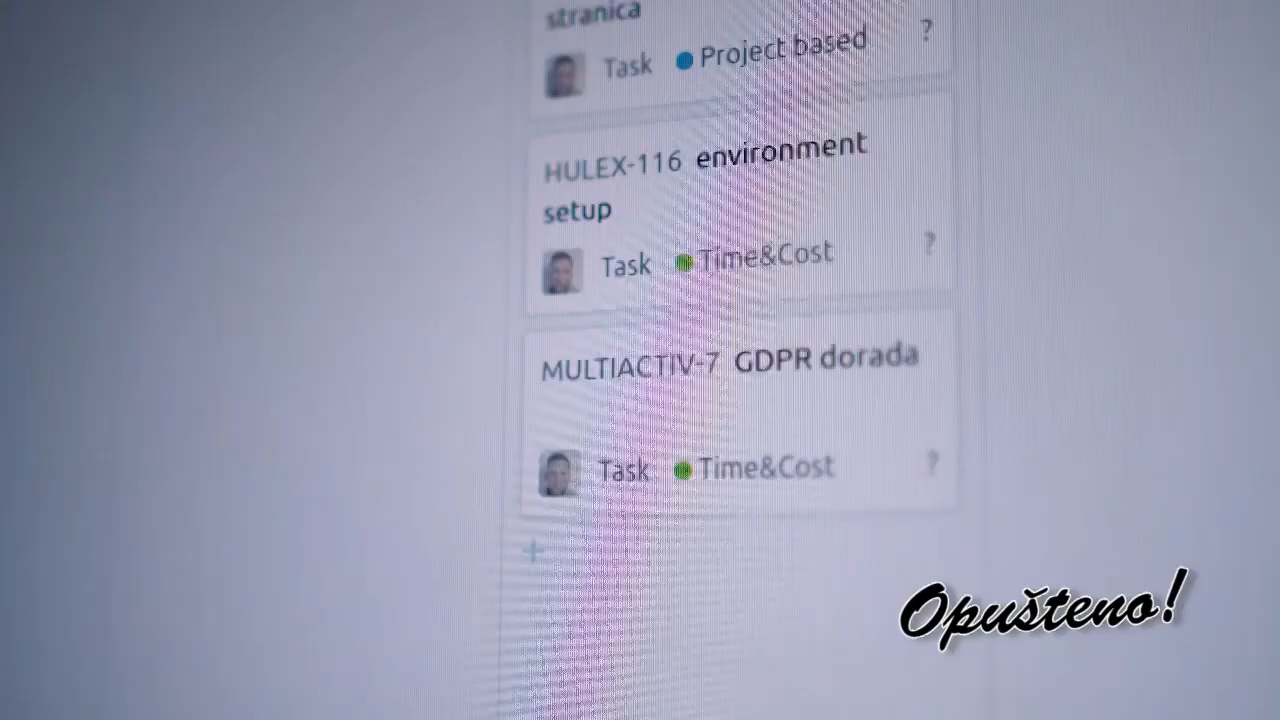 stranica
Task Project based ?
HULEX-116 environment
setup
Task Time&Cost ?
MULTIACTIV-7 GDPR dorada
Task Time&Cost ?
+
Opušteno!